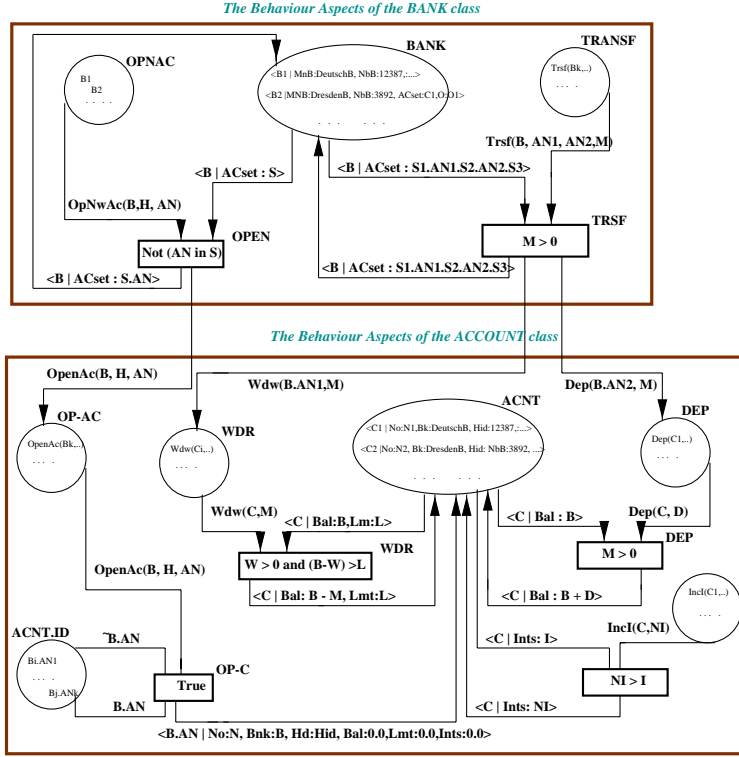 The Behaviour Aspects of the BANK class
OPNAC
BANK
TRANSF
B1
B2
. . . .
<B1 | MnB:DeutschB, NbB:12387,:...>
<B2 |MNB:DresdenB, NbB:3892, ACset:C1,O:O1>
. . . . . .
Trsf(Bk,..)
... .
Trsf(B, AN1, AN2,M)
<B | ACset : S>
<B | ACset : S1.AN1.S2.AN2.S3>
OpNwAc(B,H, AN)
OPEN
TRSF
Not (AN in S)
M > 0
<B | ACset : S.AN>
<B | ACset : S1.AN1.S2.AN2.S3>
The Behaviour Aspects of the ACCOUNT class
OpenAc(B, H, AN)
Wdw(B.AN1,M)
Dep(B.AN2, M)
OP-AC
WDR
ACNT
DEP
OpenAc(Bk,..)
... .
Wdw(Ci,..)
... .
<C1 | No:N1,Bk:DeutschB, Hid:12387,:...>
<C2 |No:N2, Bk:DresdenB, Hid: NbB:3892, ...>
. . . . . .
Dep(C1,..)
... .
Wdw(C,M)
<C | Bal:B,Lm:L>
<C | Bal : B>
Dep(C, D)
WDR
DEP
W > 0 and (B-W) >L
M > 0
OpenAc(B, H, AN)
<C | Bal: B - M, Lmt:L>
<C | Bal : B + D>
IncI(C1,..)
... .
IncI(C,NI)
ACNT.ID
~B.AN
<C | Ints: I>
Bi.AN1
... .
Bj.ANk
OP-C
True
NI > I
B.AN
<C | Ints: NI>
<B.AN | No:N, Bnk:B, Hd:Hid, Bal:0.0,Lmt:0.0,Ints:0.0>